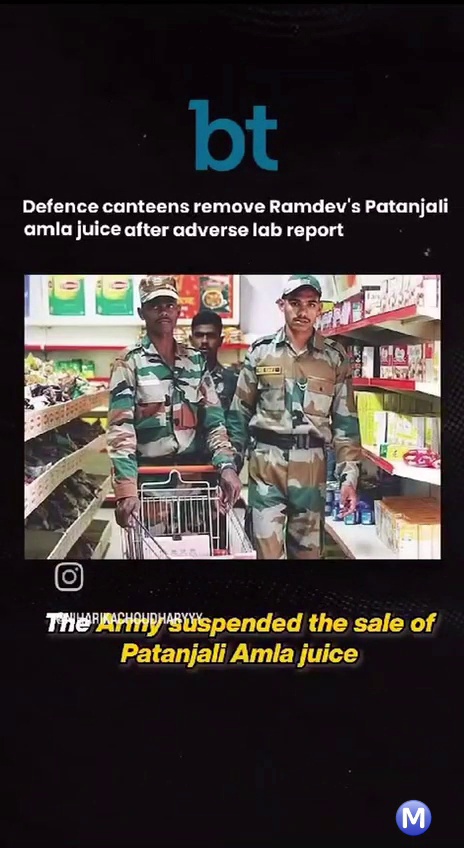 bt
Defence canteens remove Ramdev's Patanjali
amla juice after adverse lab report
@NIHARIKACHOUDHARYYY
The Army suspended the sale of
Patanjali Amla juice
M